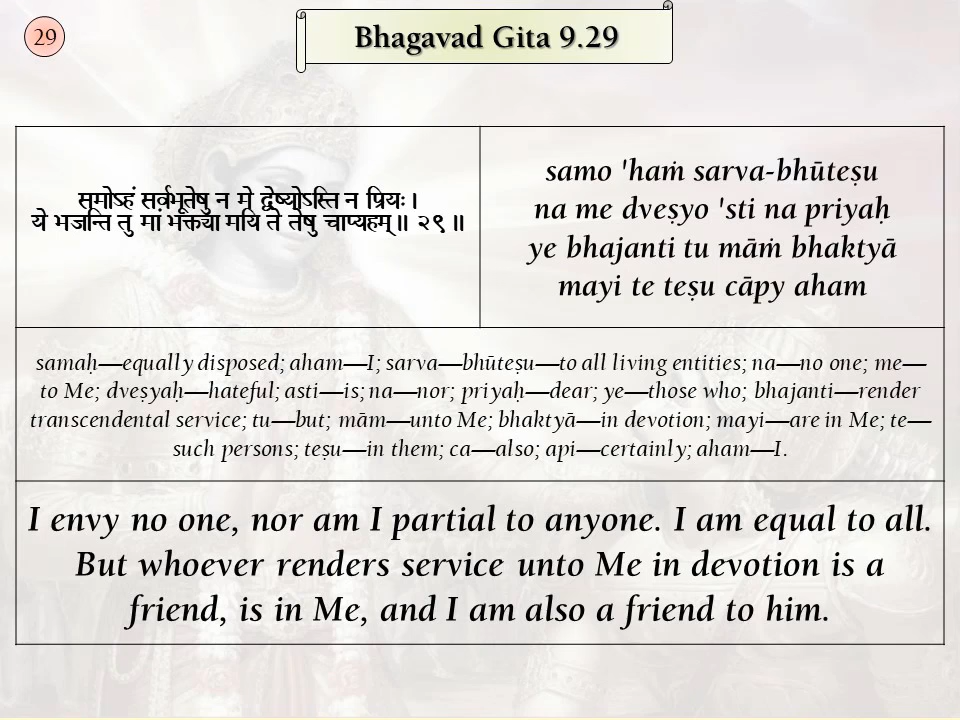 29
Bhagavad Gita 9.29
समोऽहं सर्वभूतेषु न मे द्वेष्योऽस्ति न प्रियः।
ये भजन्ति तु मां भक्तया मयि ते तेषु चाप्यहम्॥ २९॥
samo 'haṁ sarva-bhūteṣu
na me dveṣyo 'sti na priyaḥ
ye bhajanti tu māṁ bhaktyā
mayi te teṣu cāpy aham
samaḥ—equally disposed; aham—I; sarva—bhūteṣu—to all living entities; na—no one; me—
to Me; dveṣyaḥ—hateful; asti—is; na—nor; priyaḥ—dear; ye—those who; bhajanti—render
transcendental service; tu—but; mām—unto Me; bhaktyā—in devotion; mayi—are in Me; te—
such persons; teṣu—in them; ca—also; api—certainly; aham—I.
I envy no one, nor am I partial to anyone. I am equal to all.
But whoever renders service unto Me in devotion is a
friend, is in Me, and I am also a friend to him.